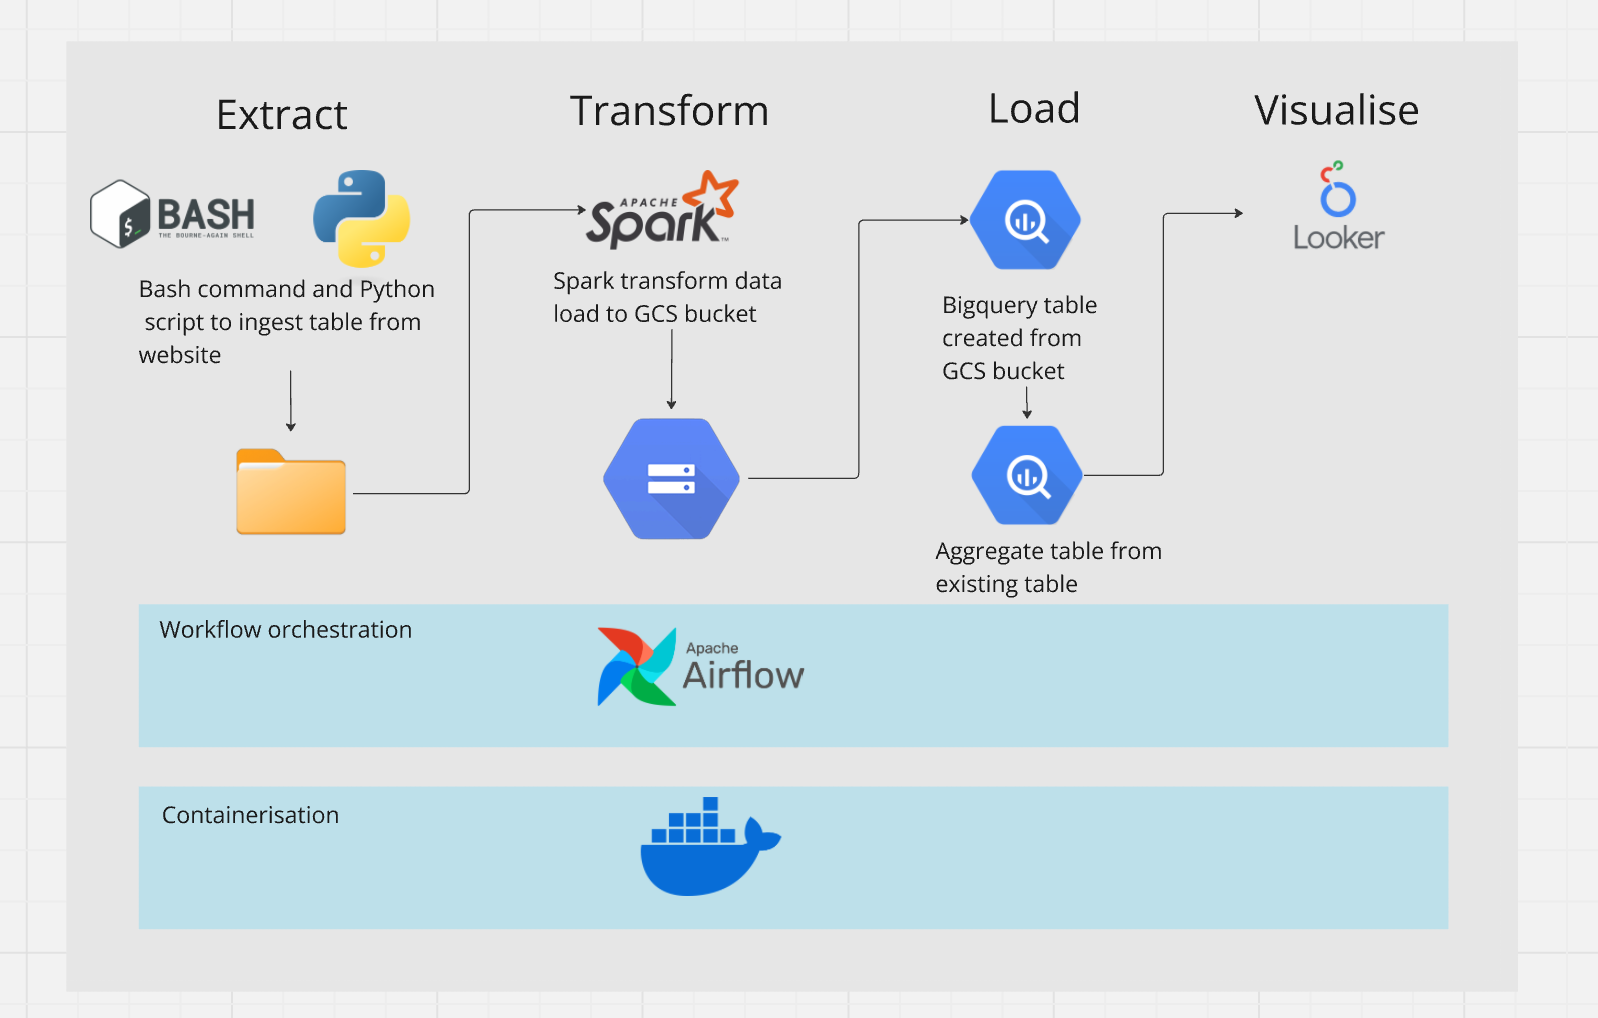 Extract
Transform
Load
Visualise
BASH
THE BOURNE-AGAIN SHELL
$_
Bash command and Python
script to ingest table from
website
APACHE
Spark™
Spark transform data
load to GCS bucket
Bigquery table
created from
GCS bucket
Aggregate table from
existing table
Looker
Workflow orchestration
Apache
Airflow
Containerisation